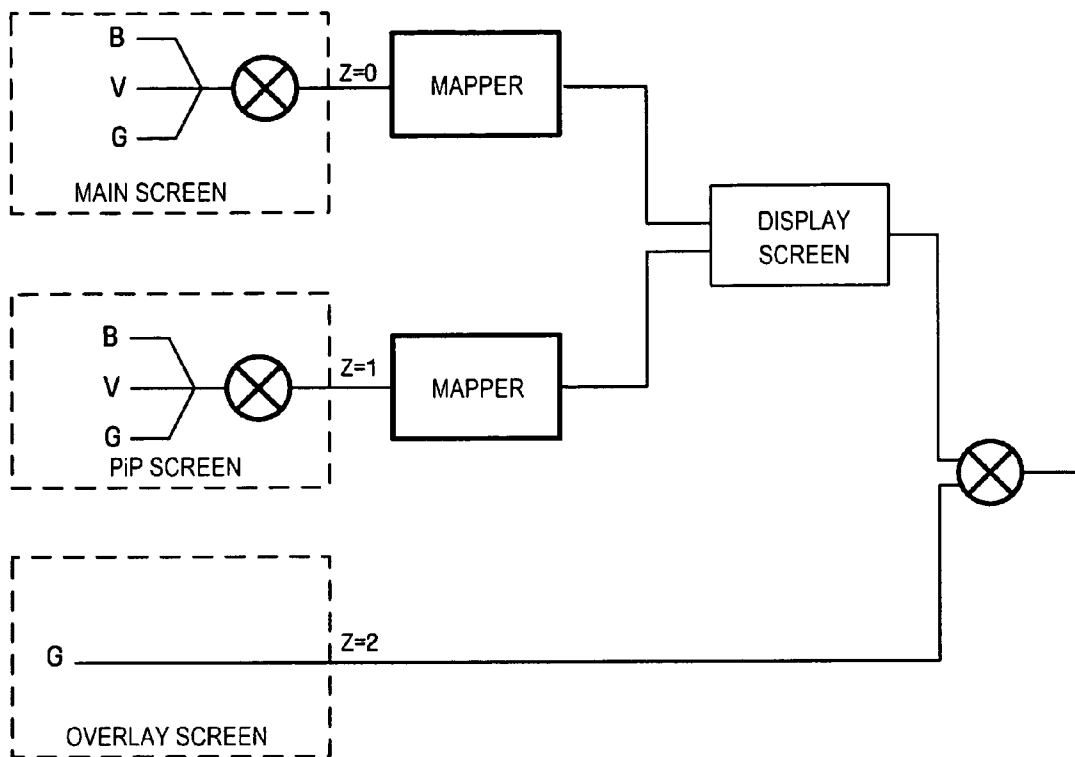 B
V
G
Z=0
MAPPER
MAIN SCREEN
DISPLAY
SCREEN
B
V
G
Z=1
MAPPER
PiP SCREEN
G
Z=2
OVERLAY SCREEN